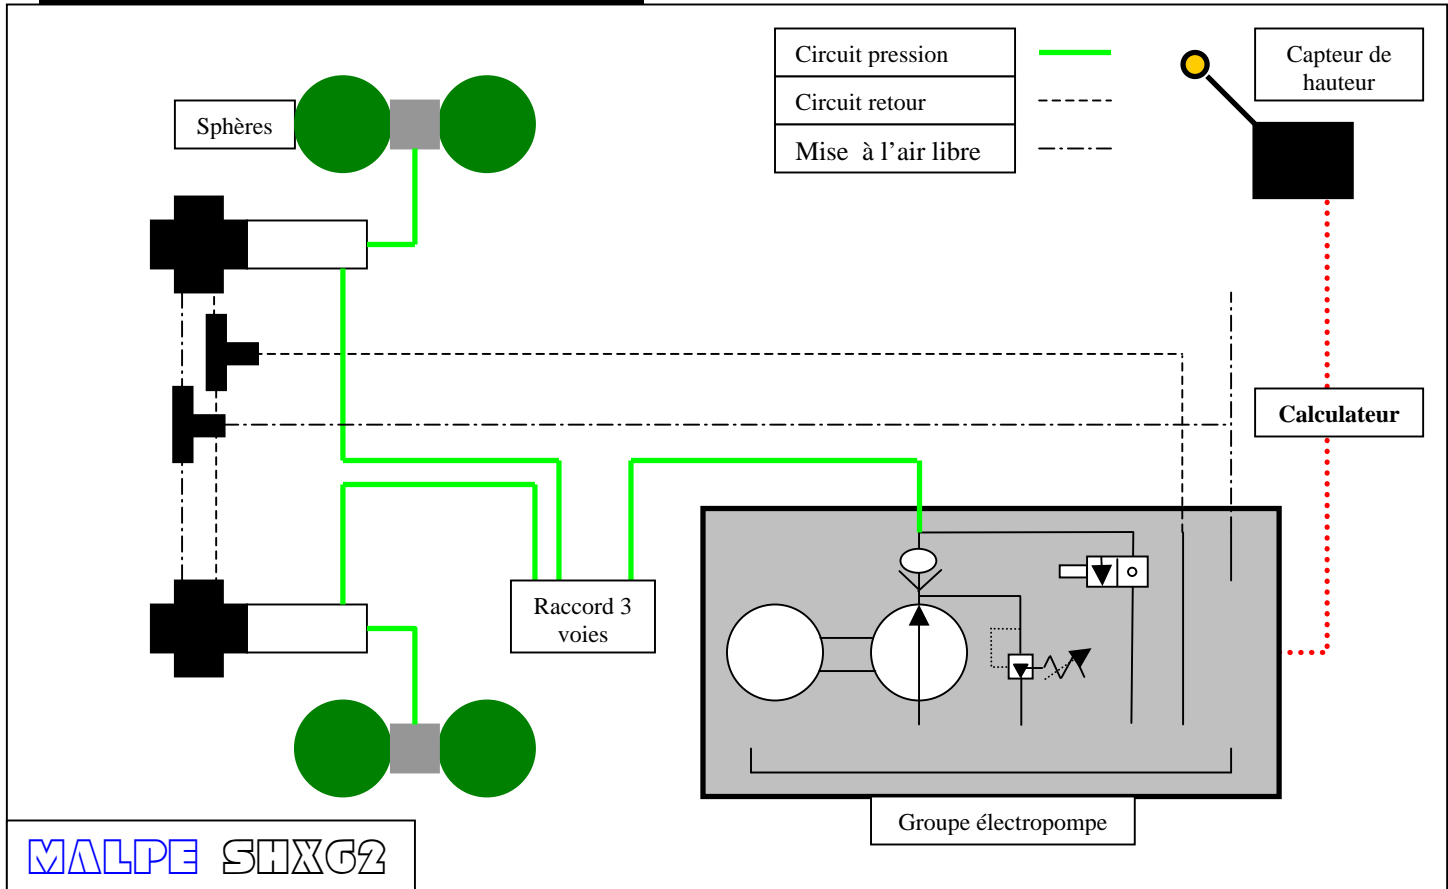 Circuit pression
Circuit retour
Mise à l’air libre
Capteur de
hauteur
Sphères
Calculateur
Raccord 3
voies
Groupe électropompe
MALPE SHXG2